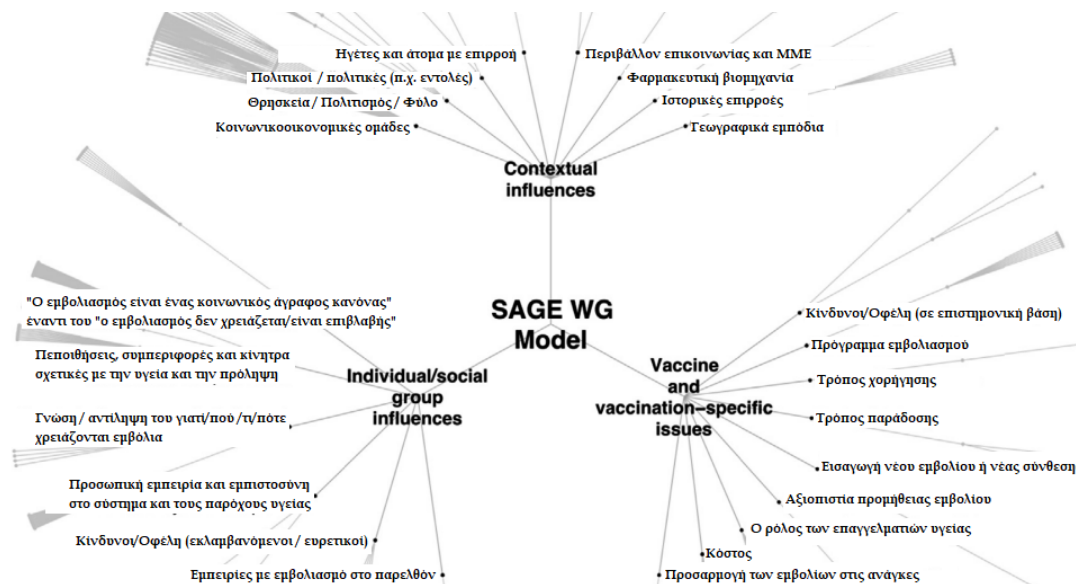 Ηγέτες και άτομα με επιρροή
Πολιτικοί / πολιτικές (π.χ. εντολές)
Θρησκεία / Πολιτισμός / Φύλο
Κοινωνικοοικονομικές ομάδες
Περιβάλλον επικοινωνίας και ΜΜΕ
Φαρμακευτική βιομηχανία
Ιστορικές επιρροές
Γεωγραφικά εμπόδια
Contextual
influences
SAGE WG
Model
"Ο εμβολιασμός είναι ένας κοινωνικός άγραφος κανόνας"
έναντι του "ο εμβολιασμός δεν χρειάζεται/είναι επιβλαβής"
Πεποιθήσεις, συμπεριφορές και κίνητρα
σχετικές με την υγεία και την πρόληψη
Γνώση / αντίληψη του γιατί/πού /τι/πότε
χρειάζονται εμβόλια
Προσωπική εμπειρία και εμπιστοσύνη
στο σύστημα και τους παρόχους υγείας
Κίνδυνοι/Οφέλη (εκλαμβανόμενοι / ευρετικοί)
Εμπειρίες με εμβολιασμό στο παρελθόν
Individual/social
group
influences
Vaccine
and
vaccination-specific
issues
Κίνδυνοι/Οφέλη (σε επιστημονική βάση)
Πρόγραμμα εμβολιασμού
Τρόπος χορήγησης
Τρόπος παράδοσης
Εισαγωγή νέου εμβολίου ή νέας σύνθεση
Αξιοπιστία προμήθειας εμβολίου
Ο ρόλος των επαγγελματιών υγείας
Κόστος
Προσαρμογή των εμβολίων στις ανάγκες